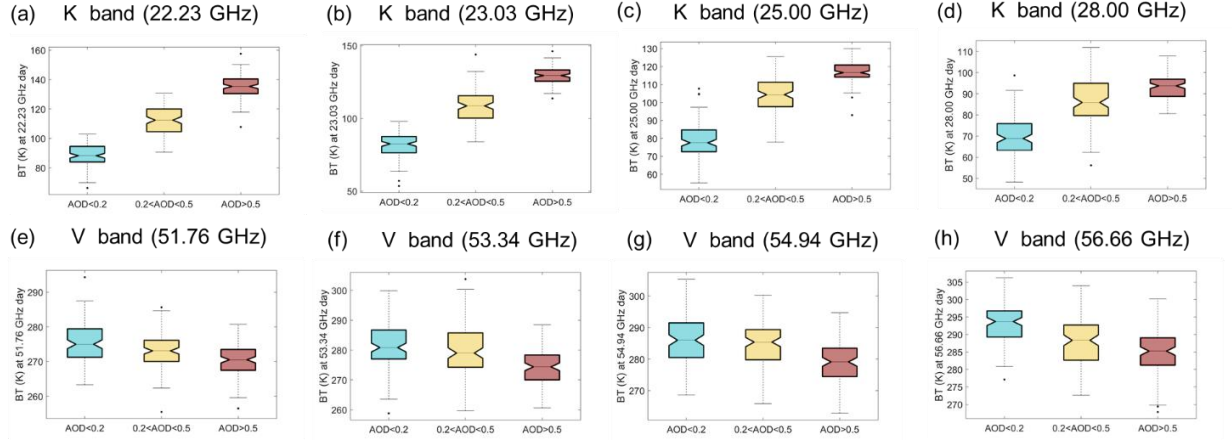 (a) K band (22.23 GHz)
BT (K) at 22.23 GHz day
160
140
120
100
80
AOD<0.2 0.2<AOD<0.5 AOD>0.5
(b) K band (23.03 GHz)
BT (K) at 23.03 GHz day
150
100
50
AOD<0.2 0.2<AOD<0.5 AOD>0.5
(c) K band (25.00 GHz)
BT (K) at 25.00 GHz day
130
120
110
100
90
80
70
60
AOD<0.2 0.2<AOD<0.5 AOD>0.5
(d) K band (28.00 GHz)
BT (K) at 28.00 GHz day
110
100
90
80
70
60
50
AOD<0.2 0.2<AOD<0.5 AOD>0.5
(e) V band (51.76 GHz)
BT (K) at 51.76 GHz day
290
280
270
260
AOD<0.2 0.2<AOD<0.5 AOD>0.5
(f) V band (53.34 GHz)
BT (K) at 53.34 GHz day
300
290
280
270
260
AOD<0.2 0.2<AOD<0.5 AOD>0.5
(g) V band (54.94 GHz)
BT (K) at 54.94 GHz day
300
290
280
270
AOD<0.2 0.2<AOD<0.5 AOD>0.5
(h) V band (56.66 GHz)
BT (K) at 56.66 GHz day
305
300
295
290
285
280
275
270
AOD<0.2 0.2<AOD<0.5 AOD>0.5